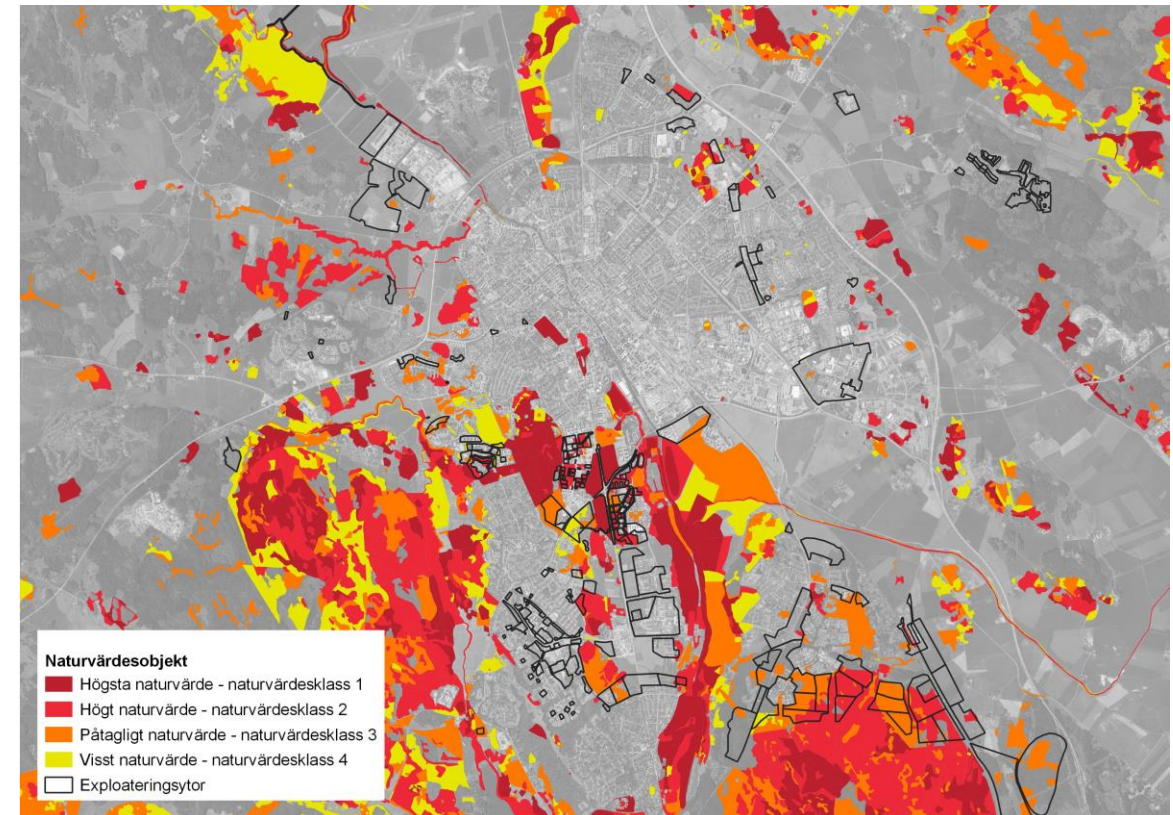 Naturvärdesobjekt
Högsta naturvärde - naturvärdesklass 1
Högt naturvärde - naturvärdesklass 2
Påtagligt naturvärde - naturvärdesklass 3
Visst naturvärde - naturvärdesklass 4
Exploateringsytor